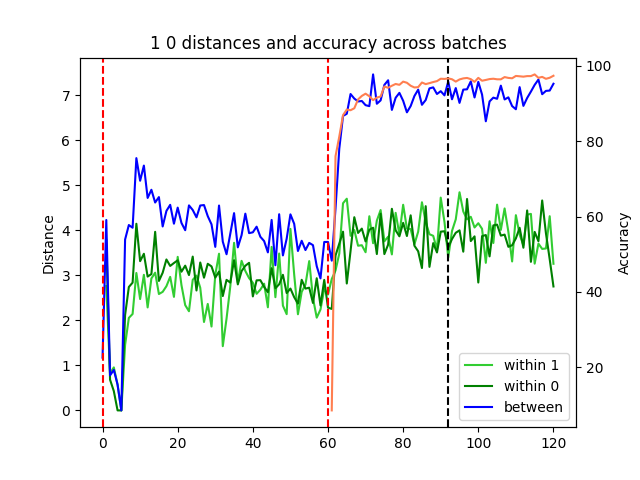 1 0 distances and accuracy across batches
Distance
7
6
5
4
3
2
1
0
100
80
60
40
20
Accuracy
within 1
within 0
between
0 20 40 60 80 100 120